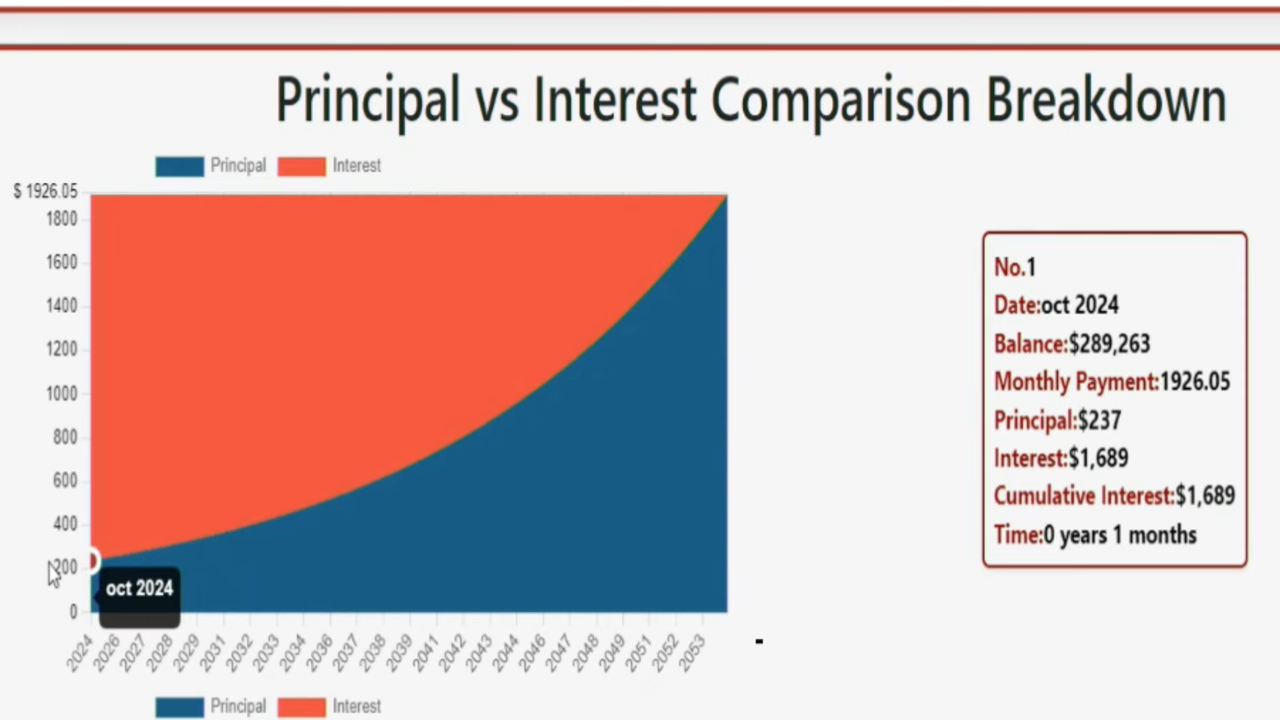 Principal vs Interest Comparison Breakdown
Principal Interest
$ 1926.05
1800
1600
1400
1200
1000
800
600
400
200
0
oct 2024
2024 2026 2027 2028 2029 2031 2032 2033 2034 2036 2037 2038 2039 2041 2042 2043 2044 2046 2047 2048 2049 2051 2052 2053
No.1
Date:oct 2024
Balance:$289,263
Monthly Payment:1926.05
Principal:$237
Interest:$1,689
Cumulative Interest:$1,689
Time:0 years 1 months
-
Principal Interest